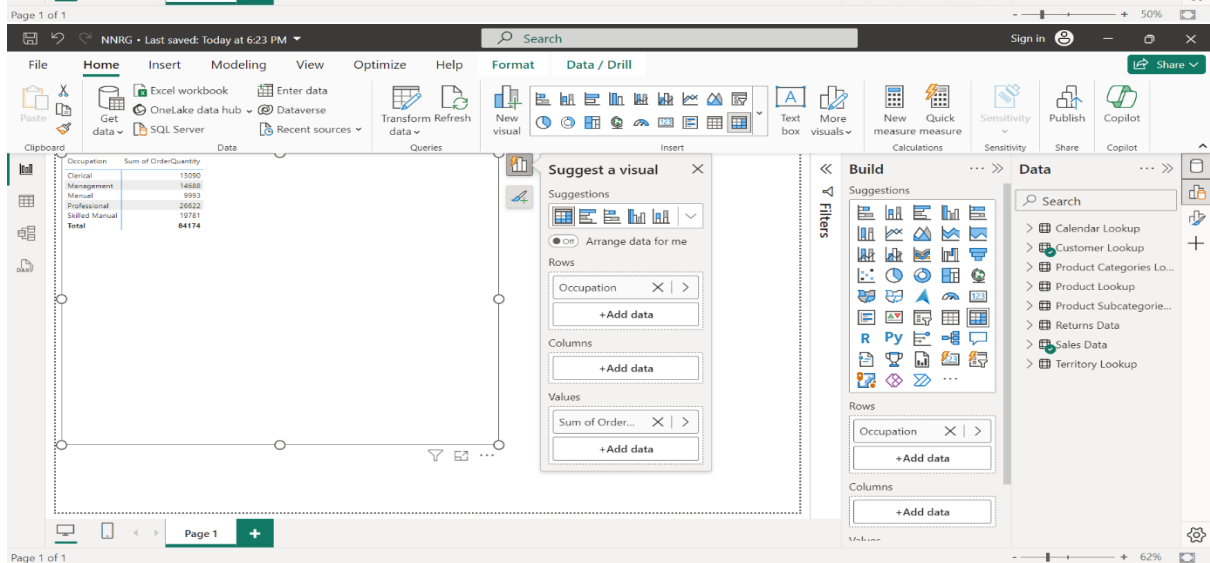 Page 1 of 1
50%
NNRG • Last saved: Today at 6:23 PM
Search
Sign in
File Home Insert Modeling View Optimize Help Format Data / Drill
Share
Paste
Get data
Excel workbook
OneLake data hub
SQL Server
Enter data
Dataverse
Recent sources
Transform data
Refresh
New visual
123
Text box
More visuals
New measure
Quick measure
Sensitivity
Publish
Copilot
Clipboard Data Queries Insert Calculations Sensitivity Share Copilot
Occupation Sum of OrderQuantity
Clerical 13090
Management 14688
Manual 9993
Professional 26622
Skilled Manual 19781
Total 84174
DAX
Suggest a visual
Suggestions
Off Arrange data for me
Rows
Occupation
+Add data
Columns
+Add data
Values
Sum of Order...
+Add data
Filters
Build
Suggestions
123
R Py
123
...
Rows
Occupation
+Add data
Columns
+Add data
Values
Data
Search
Calendar Lookup
Customer Lookup
Product Categories Lo...
Product Lookup
Product Subcategorie...
Returns Data
Sales Data
Territory Lookup
Page 1
Page 1 of 1
62%